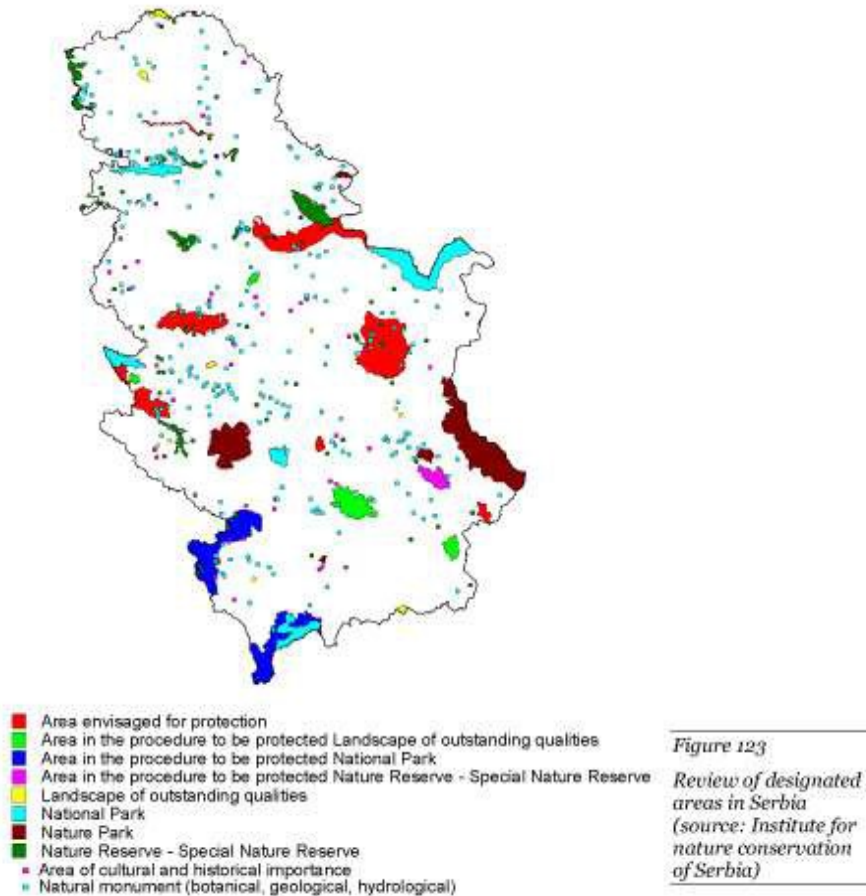 Area envisaged for protection
Area in the procedure to be protected Landscape of outstanding qualities
Area in the procedure to be protected National Park
Area in the procedure to be protected Nature Reserve - Special Nature Reserve
Landscape of outstanding qualities
National Park
Nature Park
Nature Reserve - Special Nature Reserve
Area of cultural and historical importance
Natural monument (botanical, geological, hydrological)
Figure 123
Review of designated
areas in Serbia
(source: Institute for
nature conservation
of Serbia)